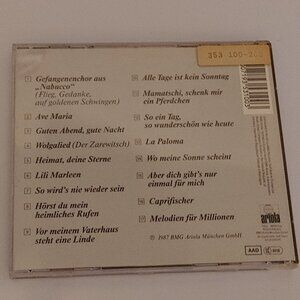 353 100-
1 Gefangenenchor aus
„Nabucco"
(Flieg, Gedanke,
auf goldenen Schwingen)
2 Ave Maria
3 Guten Abend, gute Nacht
4 Wolgalied (Der Zarewitsch)
5 Heimat, deine Sterne
6 Lili Marleen
7 So wird's nie wieder sein
8 Hörst du mein
heimliches Rufen
9 Vor meinem Vaterhaus
steht eine Linde
10 Alle Tage ist kein Sonntag
11 Mamatschi, schenk mir
ein Pferdchen
12 So ein Tag,
so wunderschön wie heute
13 La Paloma
14 Wo meine Sonne scheint
15 Aber dich gibt's nur
einmal für mich
16 Caprifischer
17 Melodien für Millionen
℗ 1987 BMG Ariola München GmbH
ariola
AAD